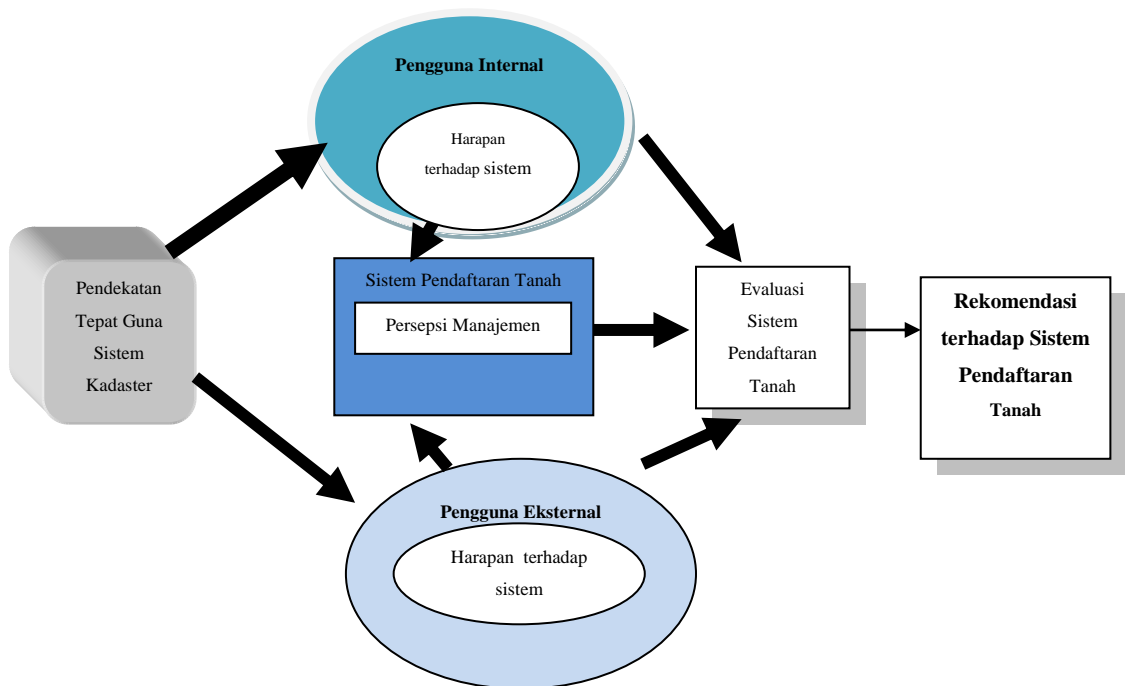 Pengguna Internal
Harapan
terhadap sistem
Pendekatan
Tepat Guna
Sistem
Kadaster
Sistem Pendaftaran Tanah
Persepsi Manajemen
Evaluasi
Sistem
Pendaftaran
Tanah
Rekomendasi
terhadap Sistem
Pendaftaran
Tanah
Pengguna Eksternal
Harapan terhadap
sistem